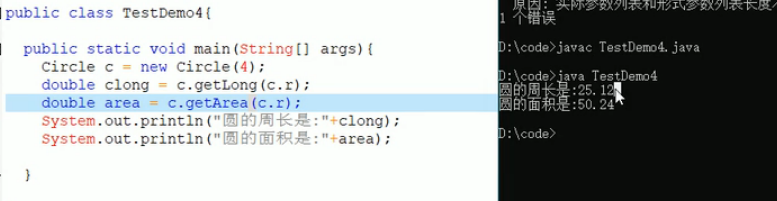 public class TestDemo4{
public static void main(String[] args){
Circle c = new Circle(4);
double clong = c.getLong(c.r);
double area = c.getArea(c.r);
System.out.println("圆的周长是:"+clong);
System.out.println("圆的面积是:"+area);
}
原因: 实际参数列表和形式参数列表长度
1 个错误
D:\code>javac TestDemo4.java
D:\code>java TestDemo4
圆的周长是:25.12
圆的面积是:50.24
D:\code>